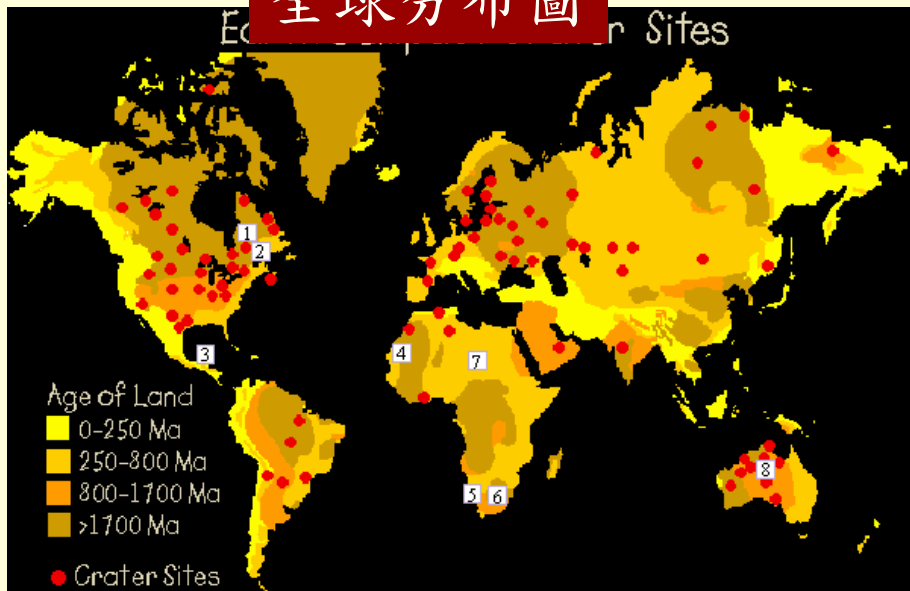 全球分布圖
Crater Sites
1
2
3
4
7
5
6
8
Age of Land
0-250 Ma
250-800 Ma
800-1700 Ma
>1700 Ma
Crater Sites